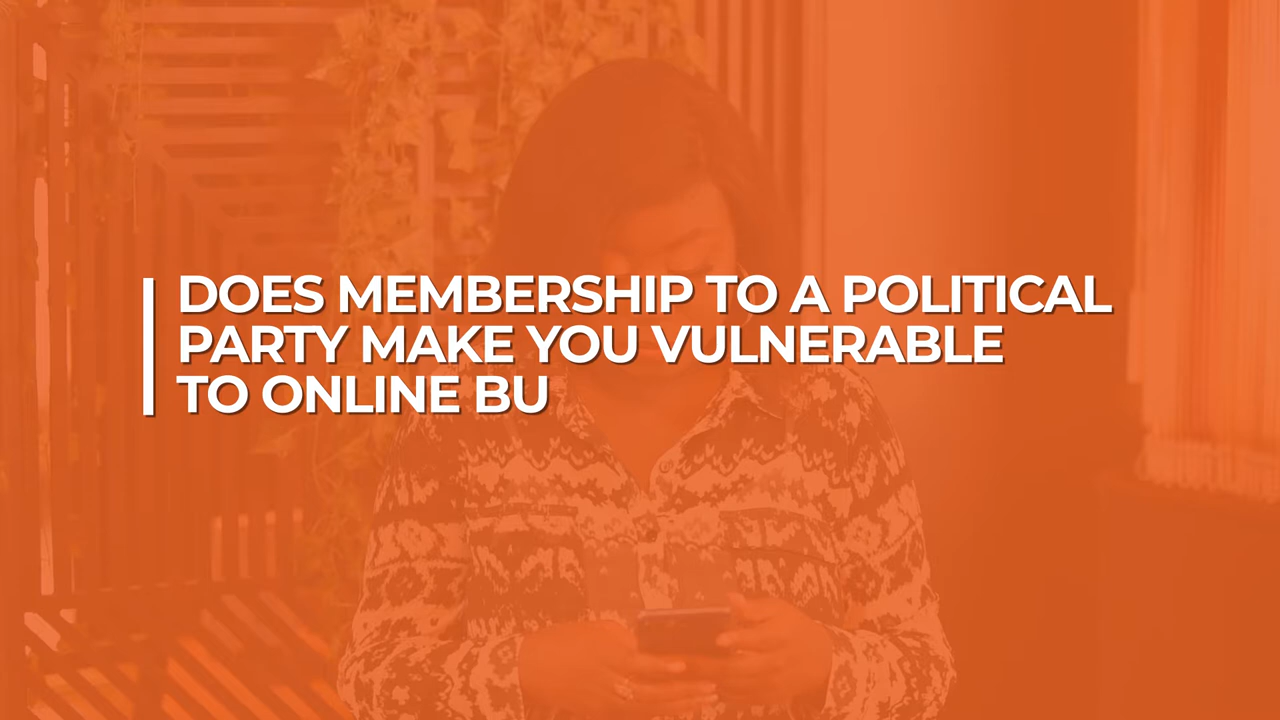 DOES MEMBERSHIP TO A POLITICAL
PARTY MAKE YOU VULNERABLE
TO ONLINE BU